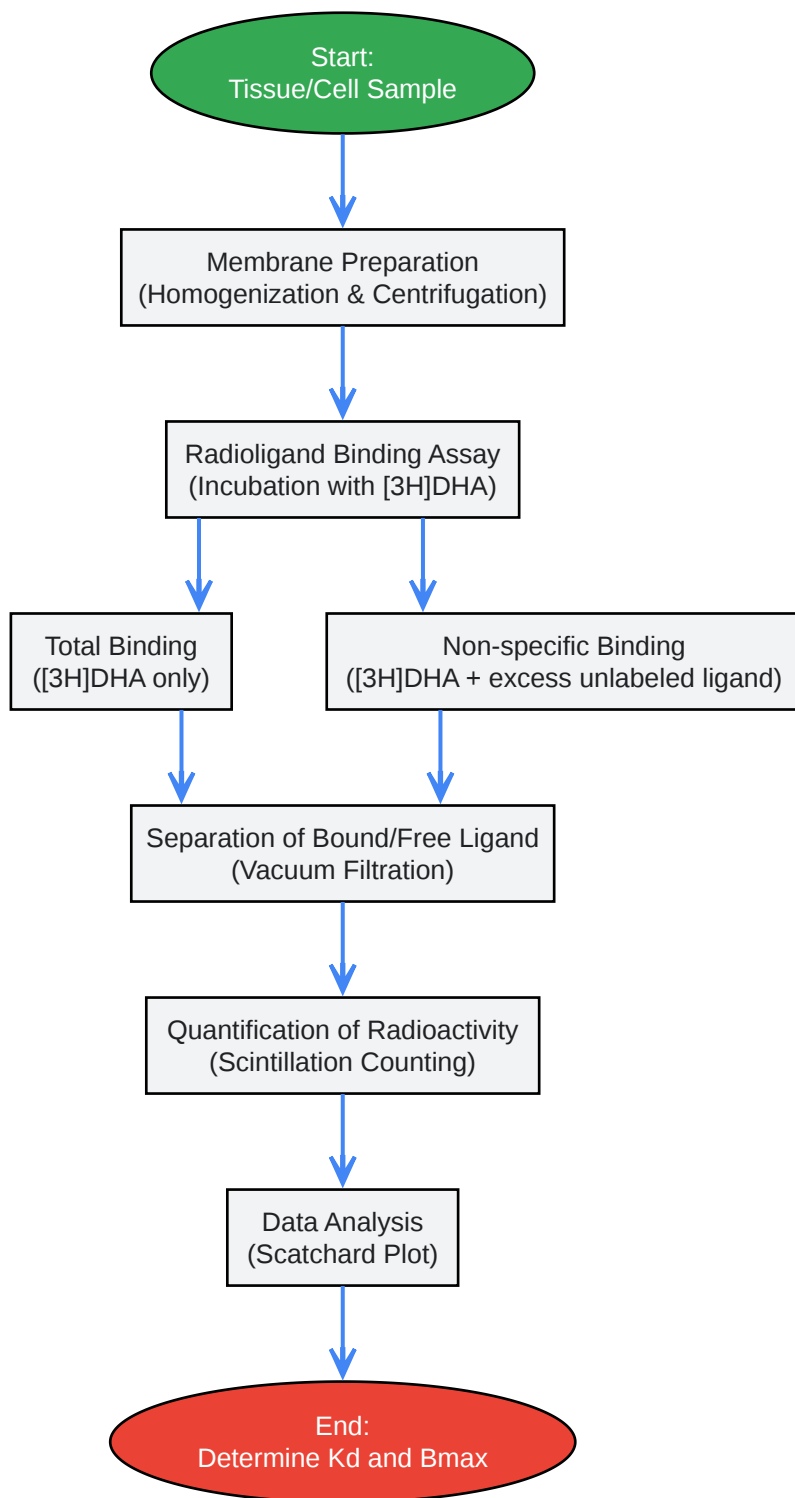 Start:
Tissue/Cell Sample
Membrane Preparation
(Homogenization & Centrifugation)
Radioligand Binding Assay
(Incubation with [3H]DHA)
Total Binding
([3H]DHA only)
Non-specific Binding
([3H]DHA + excess unlabeled ligand)
Separation of Bound/Free Ligand
(Vacuum Filtration)
Quantification of Radioactivity
(Scintillation Counting)
Data Analysis
(Scatchard Plot)
End:
Determine Kd and Bmax